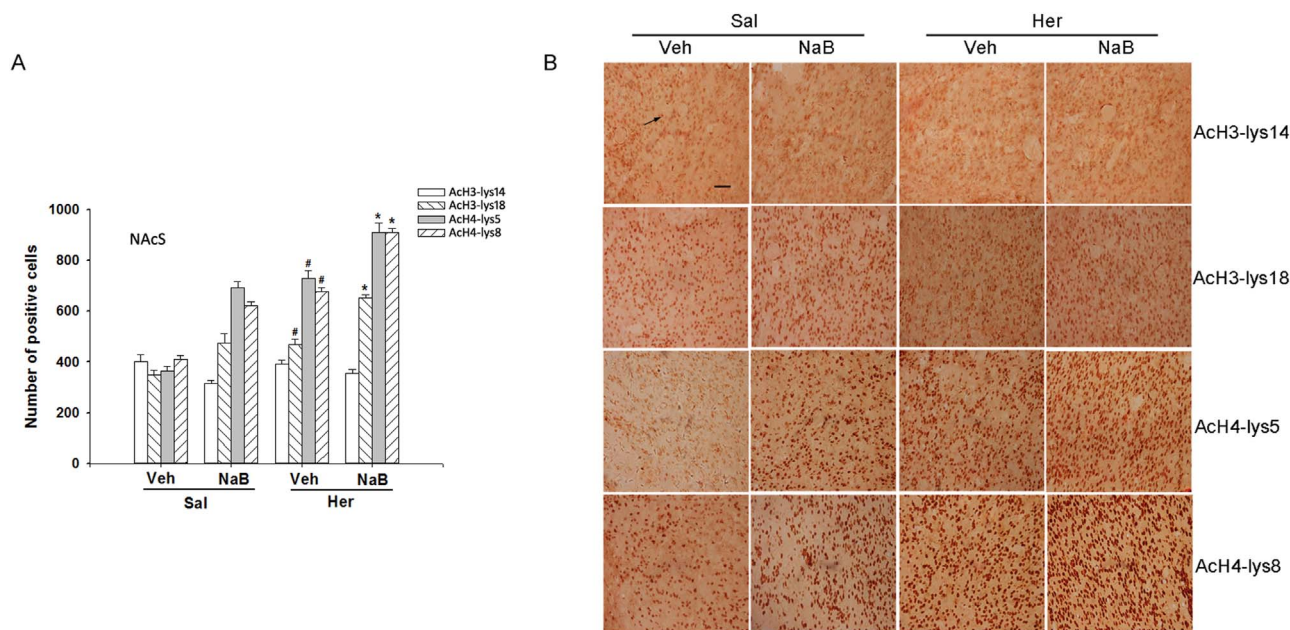 A
AcH3-lys14
AcH3-lys18
AcH4-lys5
AcH4-lys8
NAcS
Number of positive cells
1000
800
600
400
200
0
# # #
* * *
Veh NaB Veh NaB
Sal Her
B
Sal Her
Veh NaB Veh NaB
AcH3-lys14
AcH3-lys18
AcH4-lys5
AcH4-lys8